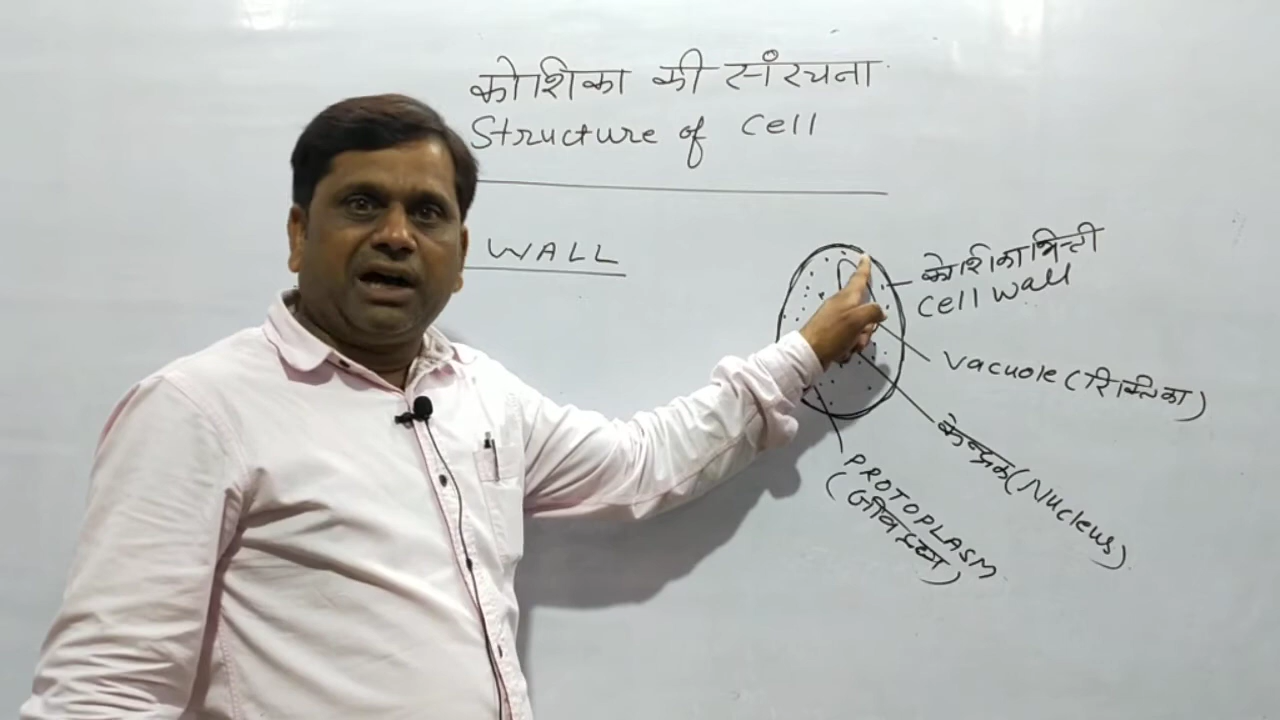 कोशिका की संरचना
Structure of cell
WALL
कोशिका भित्ती
cell wall
vacuole (रिक्तिका)
केन्द्रक (Nucleus)
PROTOPLASM
(जीवद्रव्य)